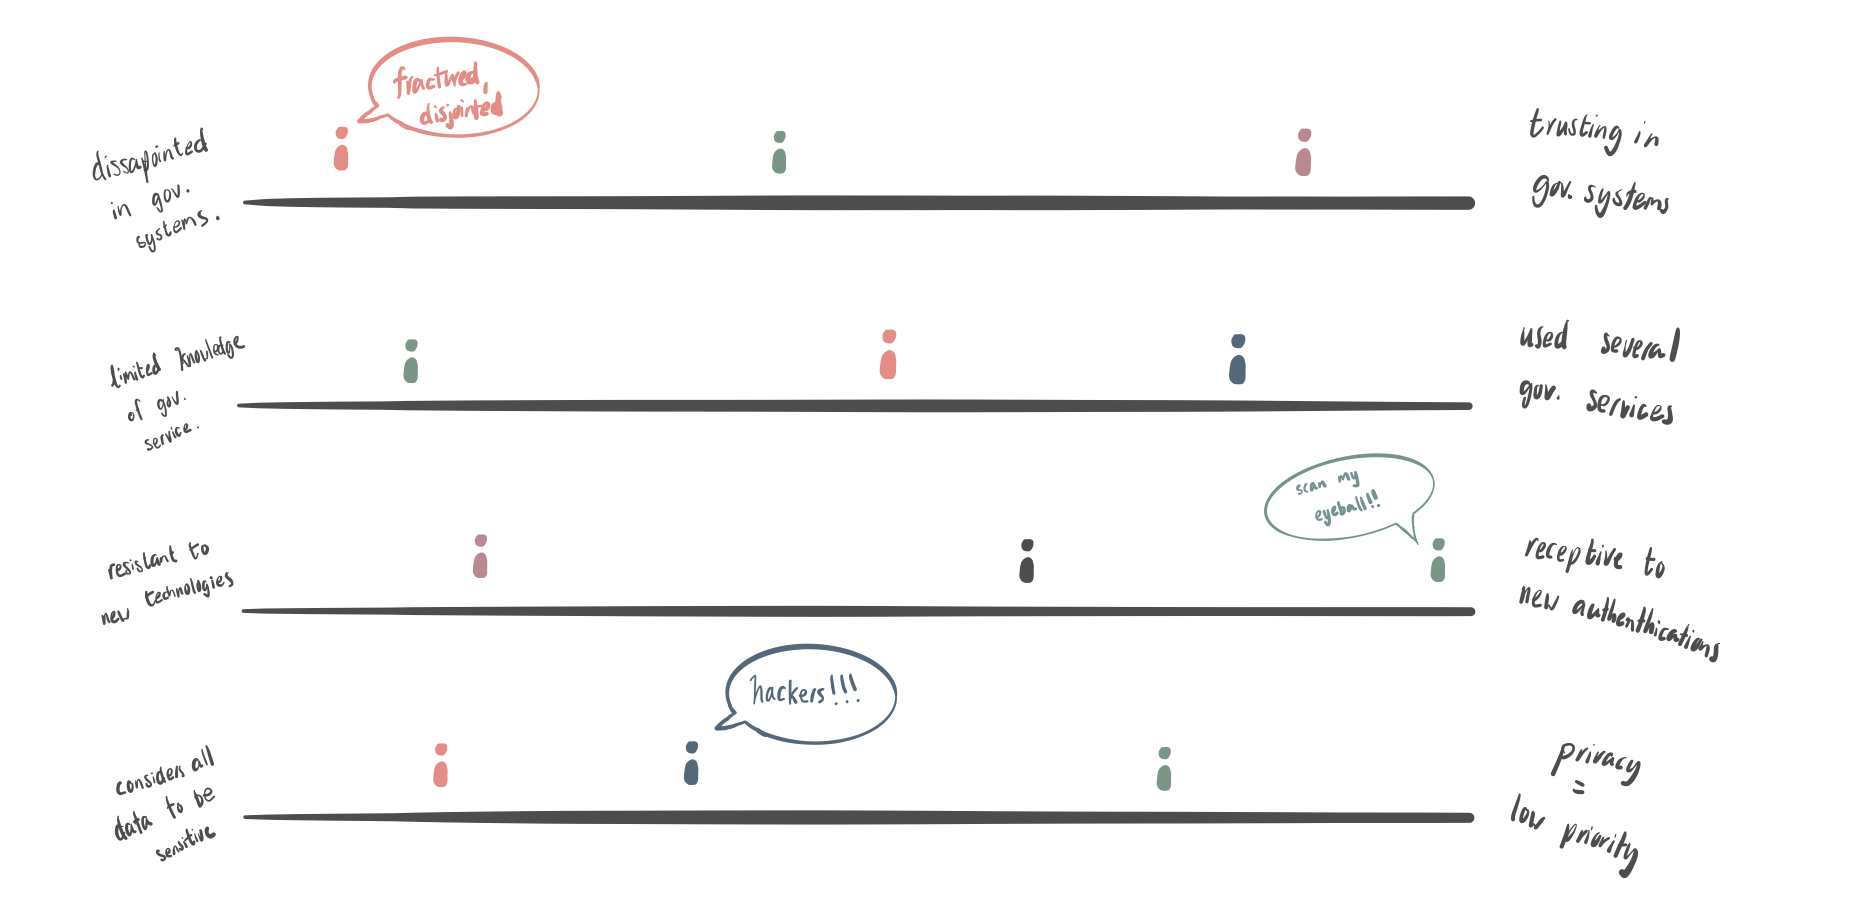 fractured,
disjointed
dissapointed
in gov.
systems.
trusting in
gov. systems
limited knowledge
of gov.
service.
used several
gov. services
scan my
eyeball!!
resistant to
new technologies
receptive to
new authenthications
hackers!!!
considers all
data to be
sensitive
privacy
=
low priority